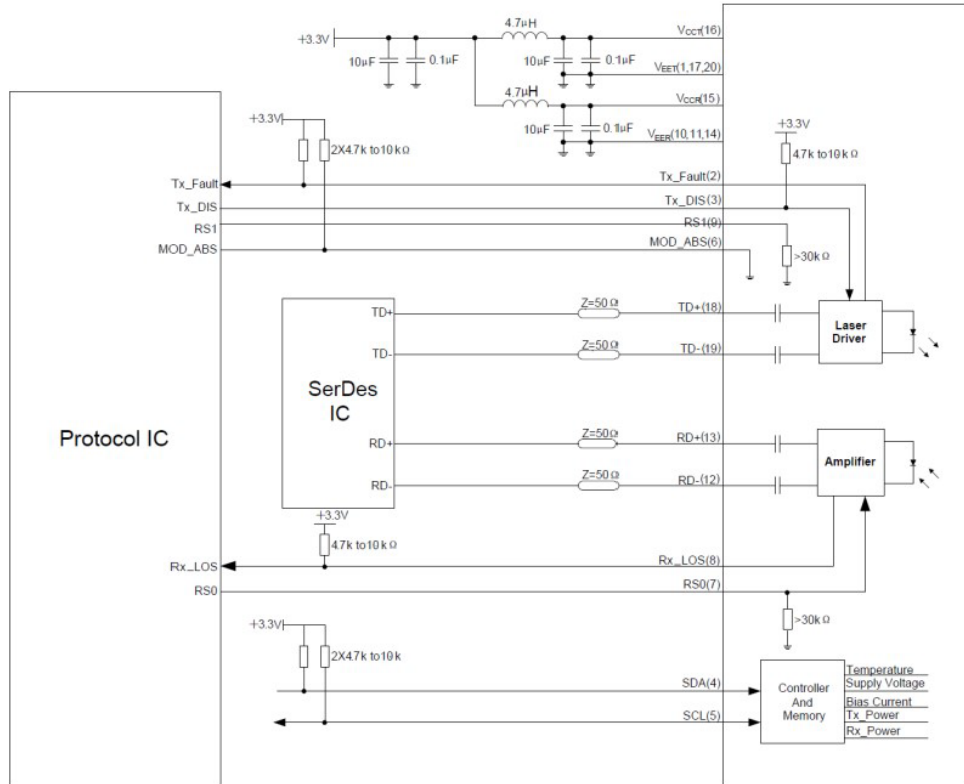 4.7μH
VCCT(16)
+3.3V
10μF
0.1μF
10μF
0.1μF
VEET(1,17,20)
4.7μH
VCCR(15)
10μF
0.1μF
VEER(10,11,14)
+3.3V
+3.3V
2X4.7k to10kΩ
4.7k to10kΩ
Tx_Fault
Tx_Fault(2)
Tx_DIS
Tx_DIS(3)
RS1
RS1(9)
MOD_ABS
MOD_ABS(6)
>30kΩ
TD+
Z=50Ω
TD+(18)
Laser
Driver
TD-
Z=50Ω
TD-(19)
SerDes
IC
Protocol IC
RD+
Z=50Ω
RD+(13)
Amplifier
RD-
Z=50Ω
RD-(12)
+3.3V
4.7k to10kΩ
Rx_LOS
Rx_LOS(8)
RS0
RS0(7)
>30kΩ
+3.3V
2X4.7k to10k
SDA(4)
SCL(5)
Controller
And
Memory
Temperature
Supply Voltage
Bias Current
Tx_Power
Rx_Power